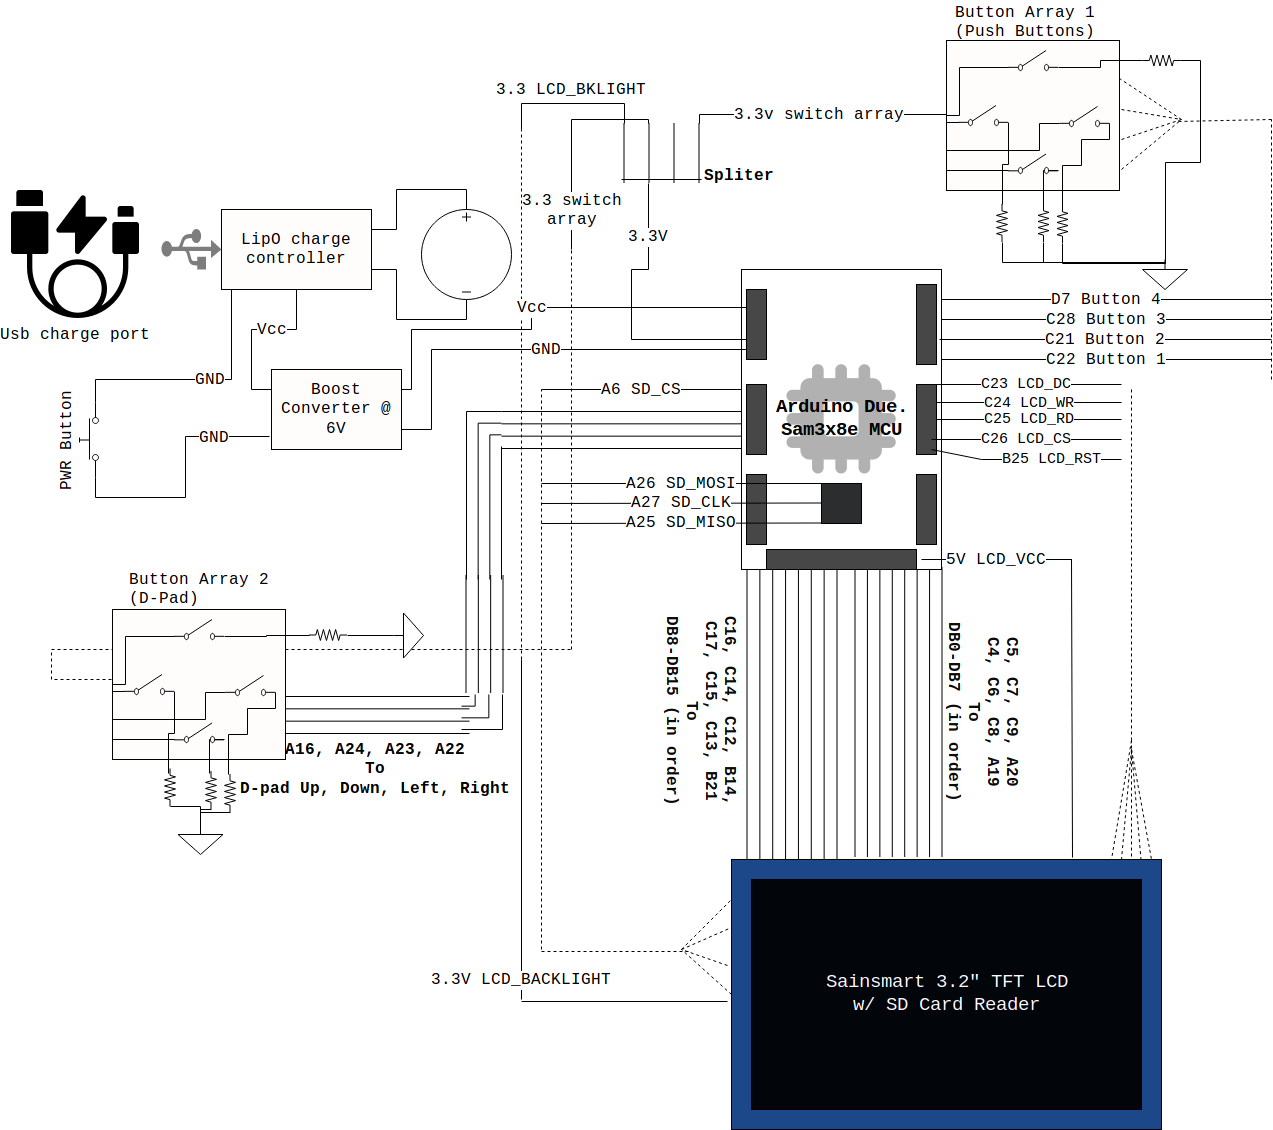 Button Array 1
(Push Buttons)
3.3 LCD_BKLIGHT
3.3v switch array
Spliter
3.3 switch
array
3.3V
LipO charge
controller
+
−
Usb charge port
Vcc
Vcc
GND
GND
GND
PWR Button
Boost
Converter @
6V
D7 Button 4
C28 Button 3
C21 Button 2
C22 Button 1
A6 SD_CS
Arduino Due.
Sam3x8e MCU
C23 LCD_DC
C24 LCD_WR
C25 LCD_RD
C26 LCD_CS
B25 LCD_RST
A26 SD_MOSI
A27 SD_CLK
A25 SD_MISO
5V LCD_VCC
Button Array 2
(D-Pad)
A16, A24, A23, A22
To
D-pad Up, Down, Left, Right
C16, C14, C12, B14,
C17, C15, C13, B21
To
DB8-DB15 (in order)
C5, C7, C9, A20
C4, C6, C8, A19
To
DB0-DB7 (in order)
3.3V LCD_BACKLIGHT
Sainsmart 3.2" TFT LCD
w/ SD Card Reader